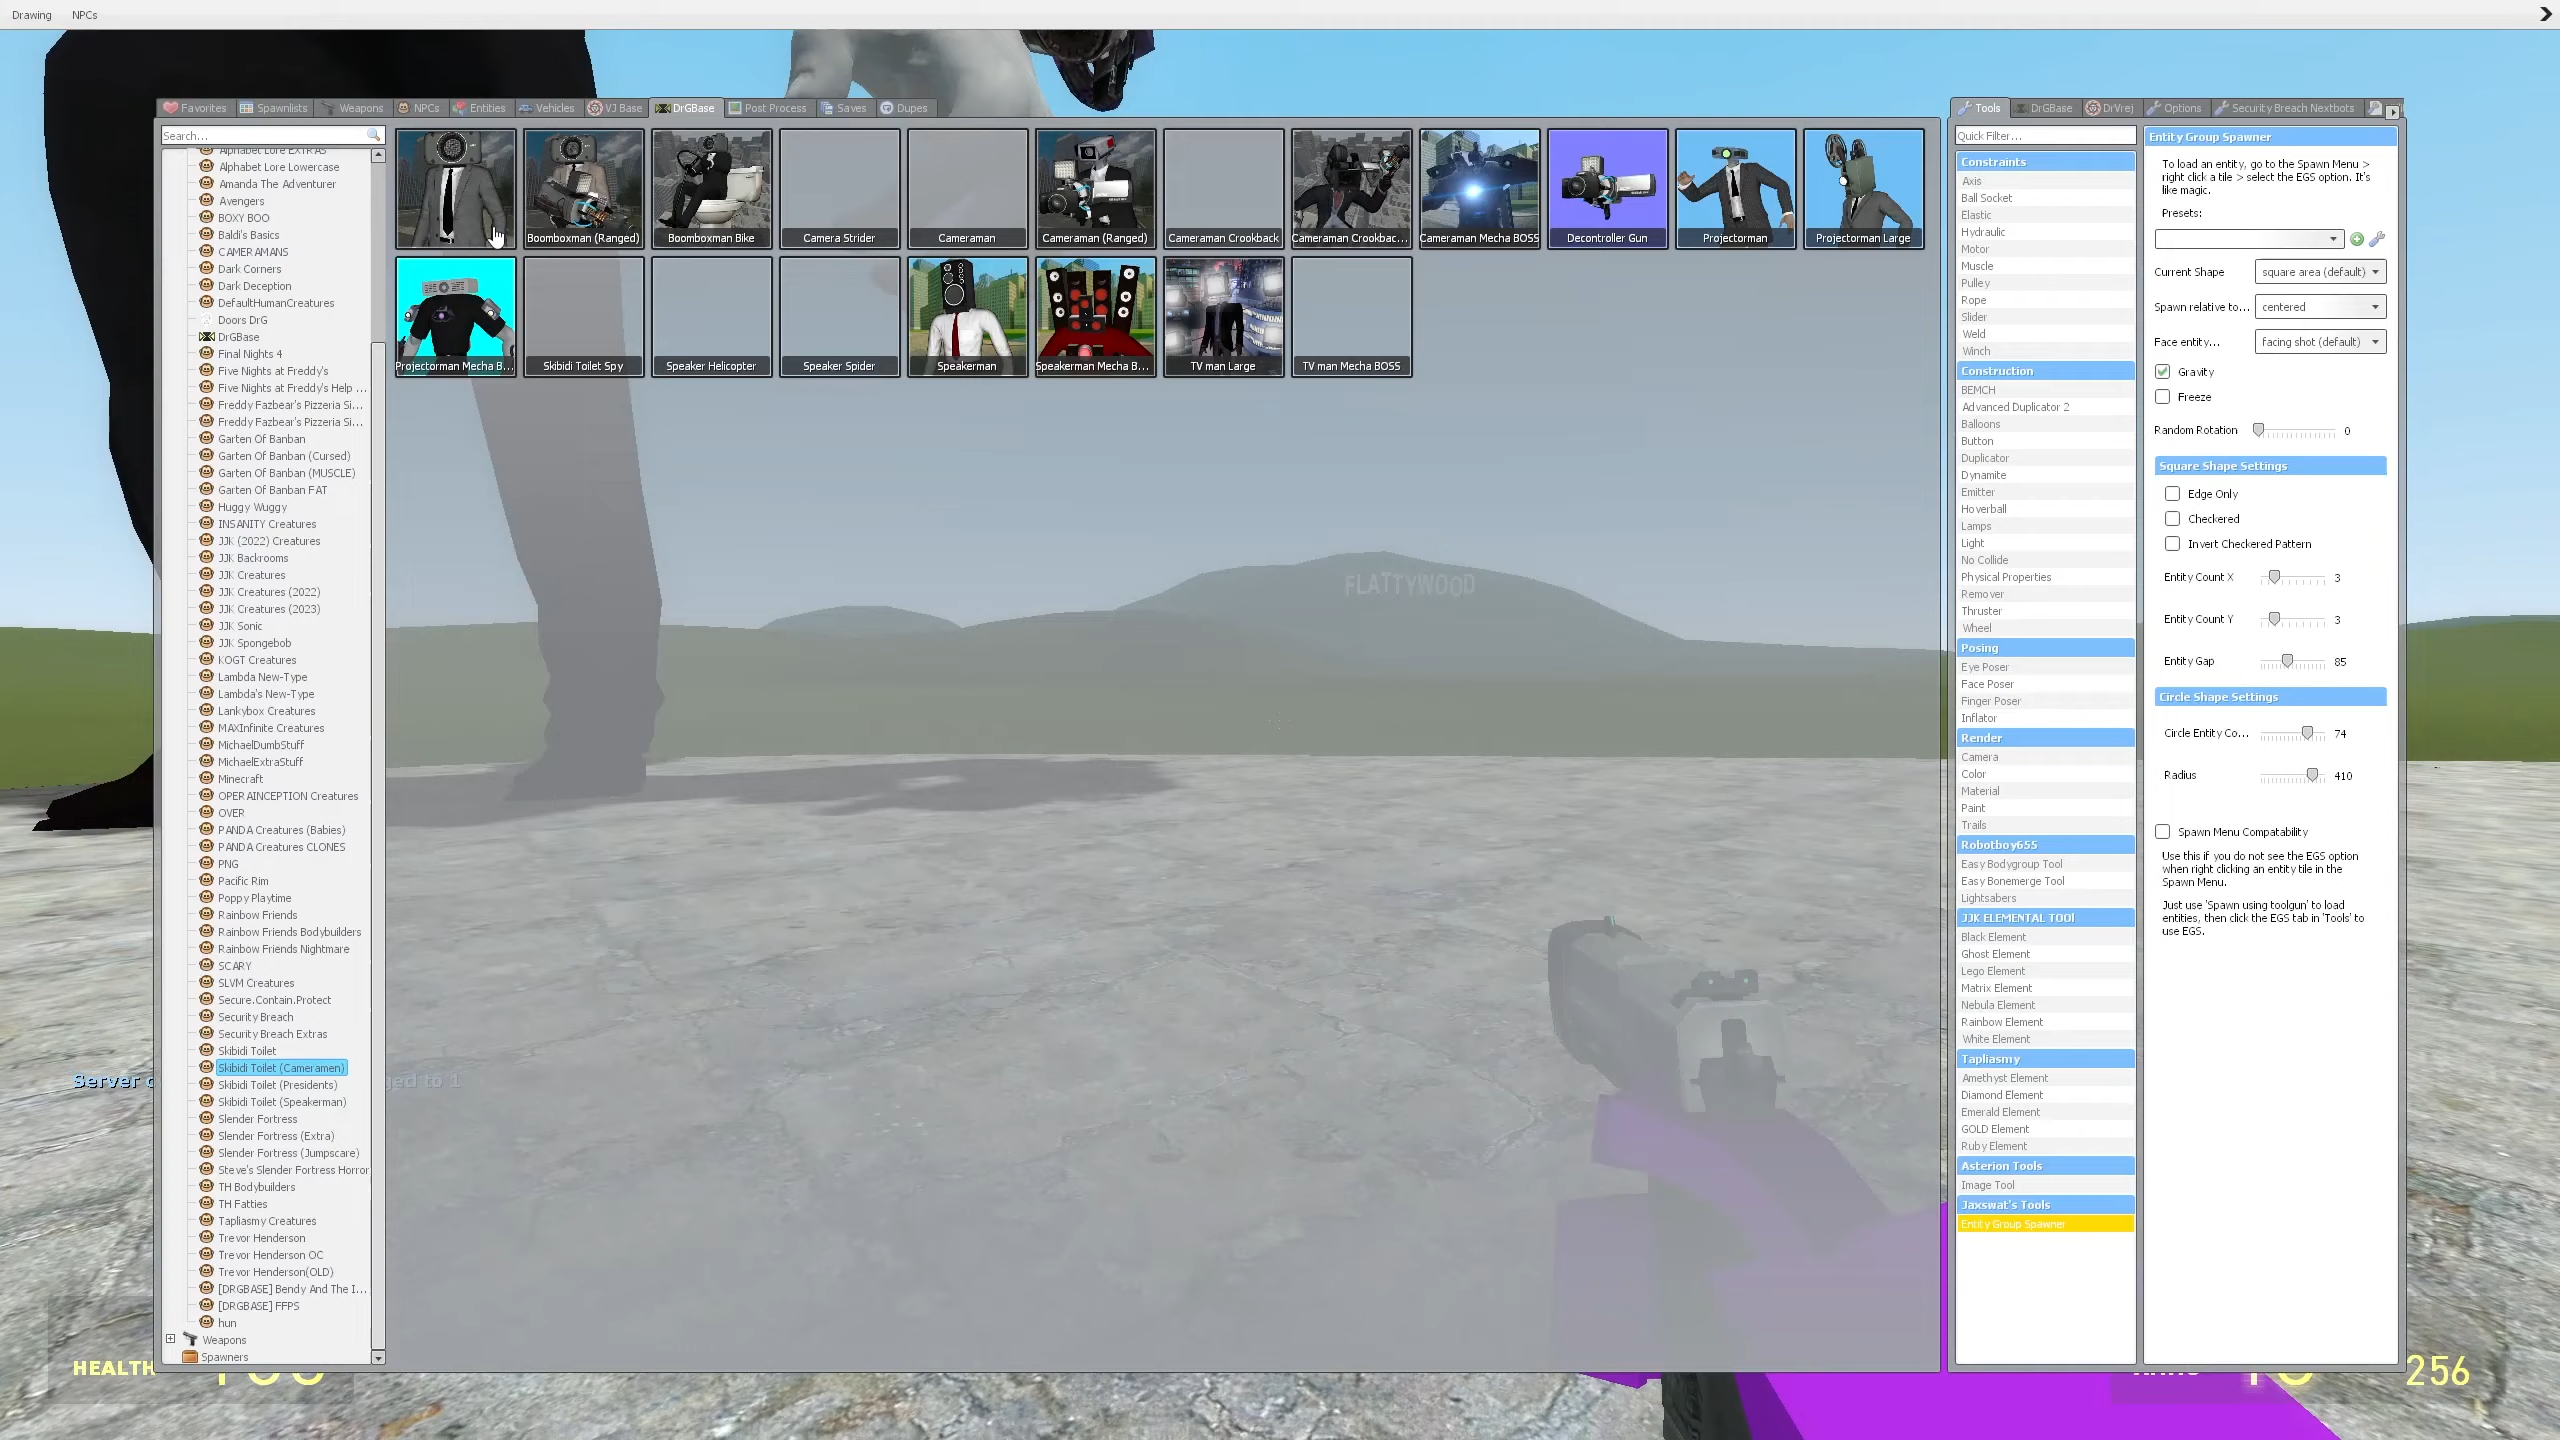 Drawing NPCs
Favorites Spawnlists Weapons NPCs Entities Vehicles VJ Base DrGBase Post Process Saves Dupes
Search...
Alphabet Lore EXTRAS
Alphabet Lore Lowercase
Amanda The Adventurer
Avengers
BOXY BOO
Baldi's Basics
CAMERAMANS
Dark Corners
Dark Deception
DefaultHumanCreatures
Doors DrG
DrGBase
Final Nights 4
Five Nights at Freddy's
Five Nights at Freddy's Help ...
Freddy Fazbear's Pizzeria Si...
Freddy Fazbear's Pizzeria Si...
Garten Of Banban
Garten Of Banban (Cursed)
Garten Of Banban (MUSCLE)
Garten Of Banban FAT
Huggy Wuggy
INSANITY Creatures
JJK (2022) Creatures
JJK Backrooms
JJK Creatures
JJK Creatures (2022)
JJK Creatures (2023)
JJK Sonic
JJK Spongebob
KOGT Creatures
Lambda New-Type
Lambda's New-Type
Lankybox Creatures
MAXInfinite Creatures
MichaelDumbStuff
MichaelExtraStuff
Minecraft
OPERAINCEPTION Creatures
OVER
PANDA Creatures (Babies)
PANDA Creatures CLONES
PNG
Pacific Rim
Poppy Playtime
Rainbow Friends
Rainbow Friends Bodybuilders
Rainbow Friends Nightmare
SCARY
SLVM Creatures
Secure.Contain.Protect
Security Breach
Security Breach Extras
Skibidi Toilet
Skibidi Toilet (Cameramen)
Skibidi Toilet (Presidents)
Skibidi Toilet (Speakerman)
Slender Fortress
Slender Fortress (Extra)
Slender Fortress (Jumpscare)
Steve's Slender Fortress Horror
TH Bodybuilders
TH Fatties
Tapliasmy Creatures
Trevor Henderson
Trevor Henderson OC
Trevor Henderson(OLD)
[DRGBASE] Bendy And The I...
[DRGBASE] FFPS
hun
Weapons
Spawners
Boomboxman (Ranged) Boomboxman Bike Camera Strider Cameraman Cameraman (Ranged) Cameraman Crookback Cameraman Crookbac... Cameraman Mecha BOSS Decontroller Gun Projectorman Projectorman Large
Projectorman Mecha B... Skibidi Toilet Spy Speaker Helicopter Speaker Spider Speakerman Speakerman Mecha B... TV man Large TV man Mecha BOSS
FLATTYWOOD
Server
ged to 1
HEALTH
256
Tools DrGBase DrVrej Options Security Breach Nextbots
Quick Filter...
Constraints
Axis
Ball Socket
Elastic
Hydraulic
Motor
Muscle
Pulley
Rope
Slider
Weld
Winch
Construction
BEMCH
Advanced Duplicator 2
Balloons
Button
Duplicator
Dynamite
Emitter
Hoverball
Lamps
Light
No Collide
Physical Properties
Remover
Thruster
Wheel
Posing
Eye Poser
Face Poser
Finger Poser
Inflator
Render
Camera
Color
Material
Paint
Trails
Robotboy655
Easy Bodygroup Tool
Easy Bonemerge Tool
Lightsabers
JJK ELEMENTAL TOOl
Black Element
Ghost Element
Lego Element
Matrix Element
Nebula Element
Rainbow Element
White Element
Tapliasmy
Amethyst Element
Diamond Element
Emerald Element
GOLD Element
Ruby Element
Asterion Tools
Image Tool
Jaxswat's Tools
Entity Group Spawner
Entity Group Spawner
To load an entity, go to the Spawn Menu >
right click a tile > select the EGS option. It's
like magic.
Presets:
Current Shape square area (default)
Spawn relative to... centered
Face entity... facing shot (default)
Gravity
Freeze
Random Rotation 0
Square Shape Settings
Edge Only
Checkered
Invert Checkered Pattern
Entity Count X 3
Entity Count Y 3
Entity Gap 85
Circle Shape Settings
Circle Entity Co... 74
Radius 410
Spawn Menu Compatability
Use this if you do not see the EGS option
when right clicking an entity tile in the
Spawn Menu.
Just use 'Spawn using toolgun' to load
entities, then click the EGS tab in 'Tools' to
use EGS.